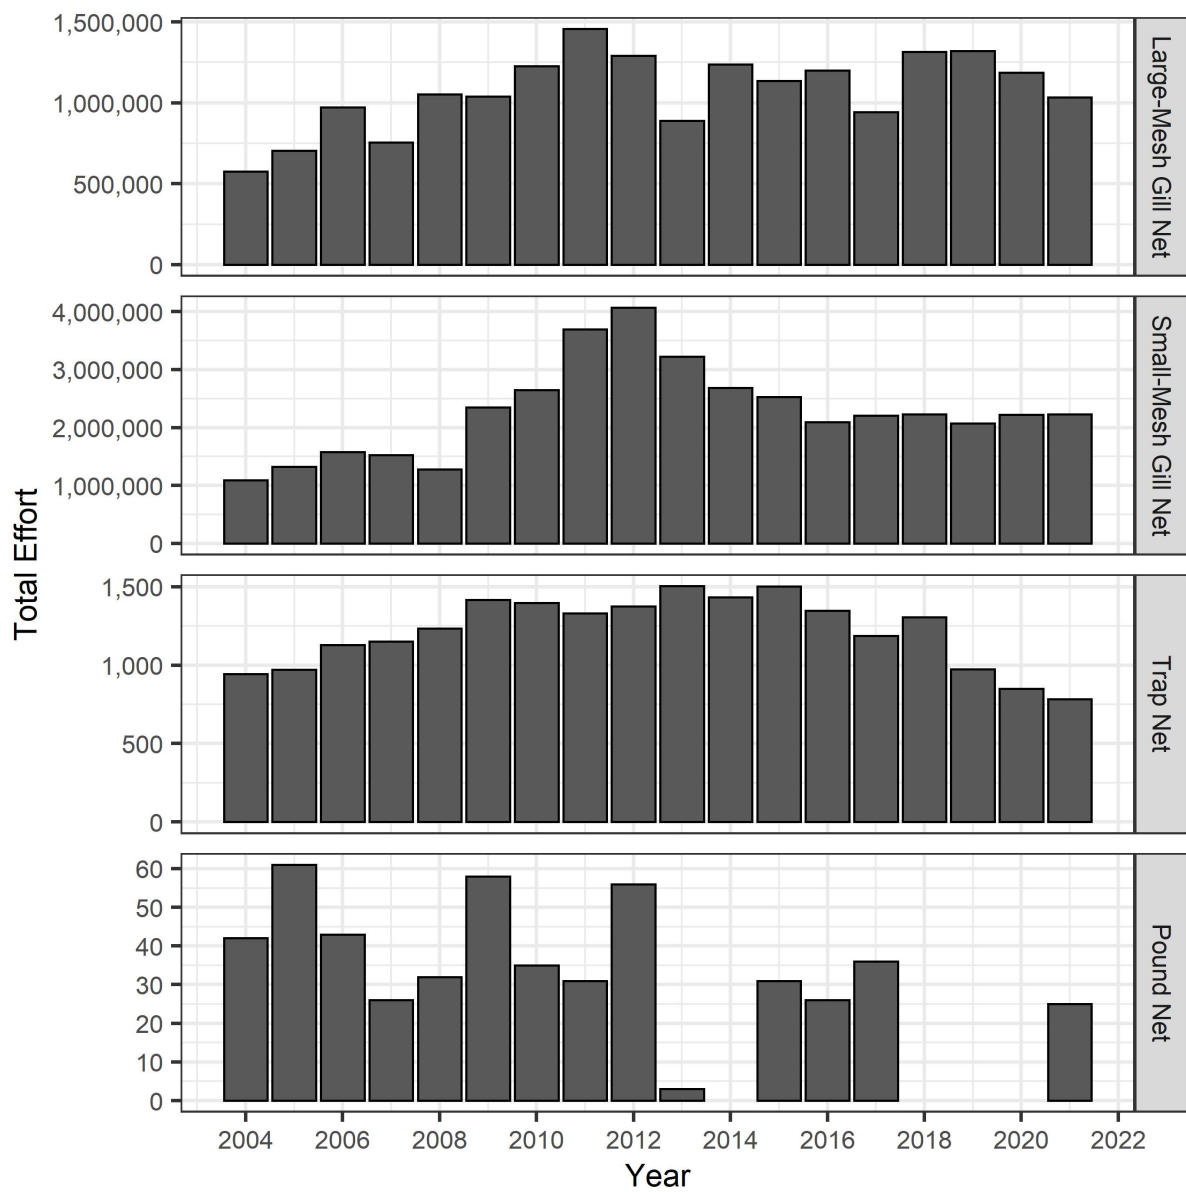 1,500,000
1,000,000
500,000
0
Large-Mesh Gill Net
4,000,000
3,000,000
2,000,000
1,000,000
0
Small-Mesh Gill Net
1,500
1,000
500
0
Trap Net
60
50
40
30
20
10
0
Pound Net
Total Effort
2004 2006 2008 2010 2012 2014 2016 2018 2020 2022
Year